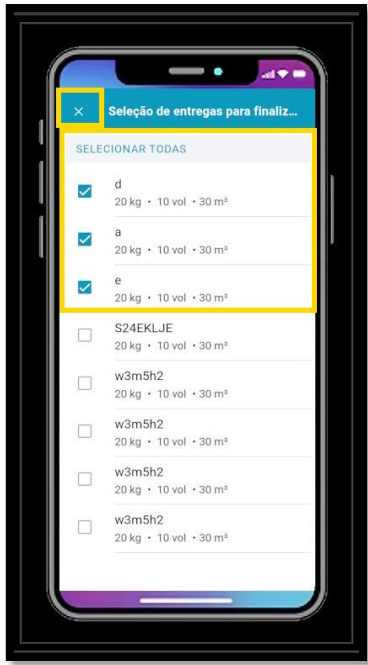 Seleção de entregas para finaliz...
SELECIONAR TODAS
d
20 kg • 10 vol • 30 m³
a
20 kg • 10 vol • 30 m³
e
20 kg • 10 vol • 30 m³
S24EKLJE
20 kg • 10 vol • 30 m³
w3m5h2
20 kg • 10 vol • 30 m³
w3m5h2
20 kg • 10 vol • 30 m³
w3m5h2
20 kg • 10 vol • 30 m³
w3m5h2
20 kg • 10 vol • 30 m³